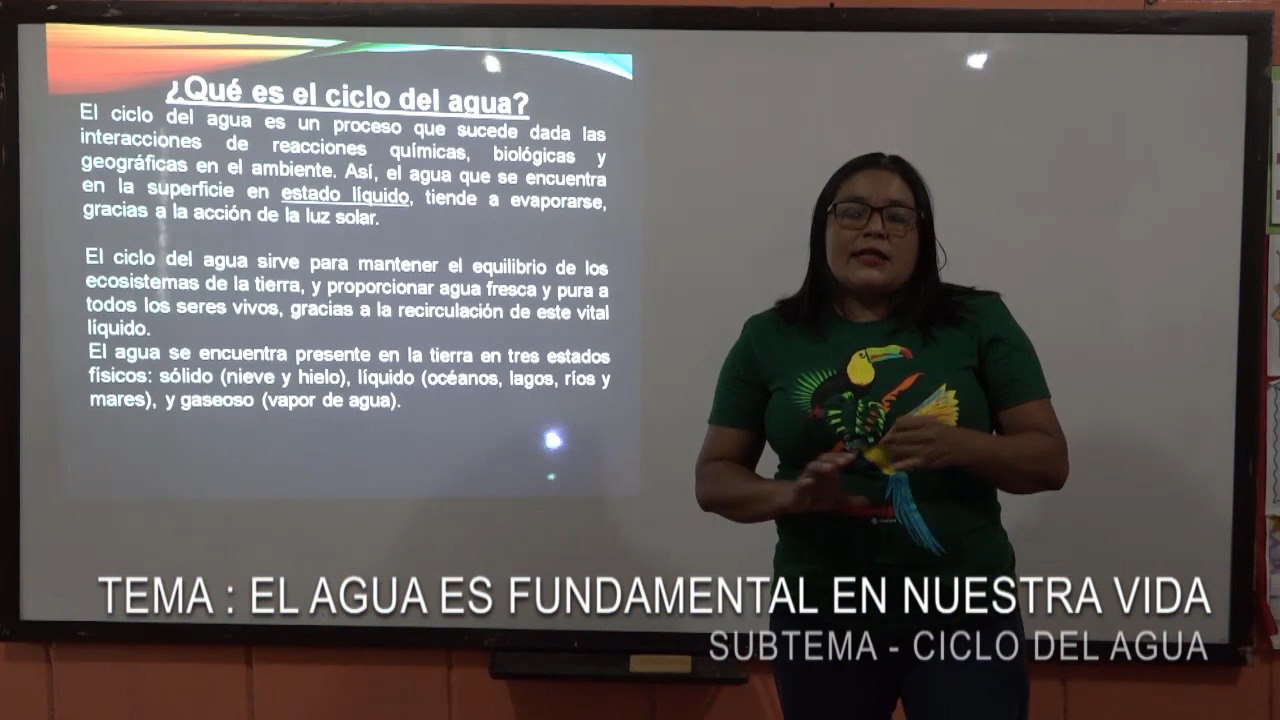 ¿Qué es el ciclo del agua?
El ciclo del agua es un proceso que sucede dada las
interacciones de reacciones químicas, biológicas y
geográficas en el ambiente. Así, el agua que se encuentra
en la superficie en estado líquido, tiende a evaporarse,
gracias a la acción de la luz solar.
El ciclo del agua sirve para mantener el equilibrio de los
ecosistemas de la tierra, y proporcionar agua fresca y pura a
todos los seres vivos, gracias a la recirculación de este vital
líquido.
El agua se encuentra presente en la tierra en tres estados
físicos: sólido (nieve y hielo), líquido (océanos, lagos, ríos y
mares), y gaseoso (vapor de agua).
TEMA : EL AGUA ES FUNDAMENTAL EN NUESTRA VIDA
SUBTEMA - CICLO DEL AGUA